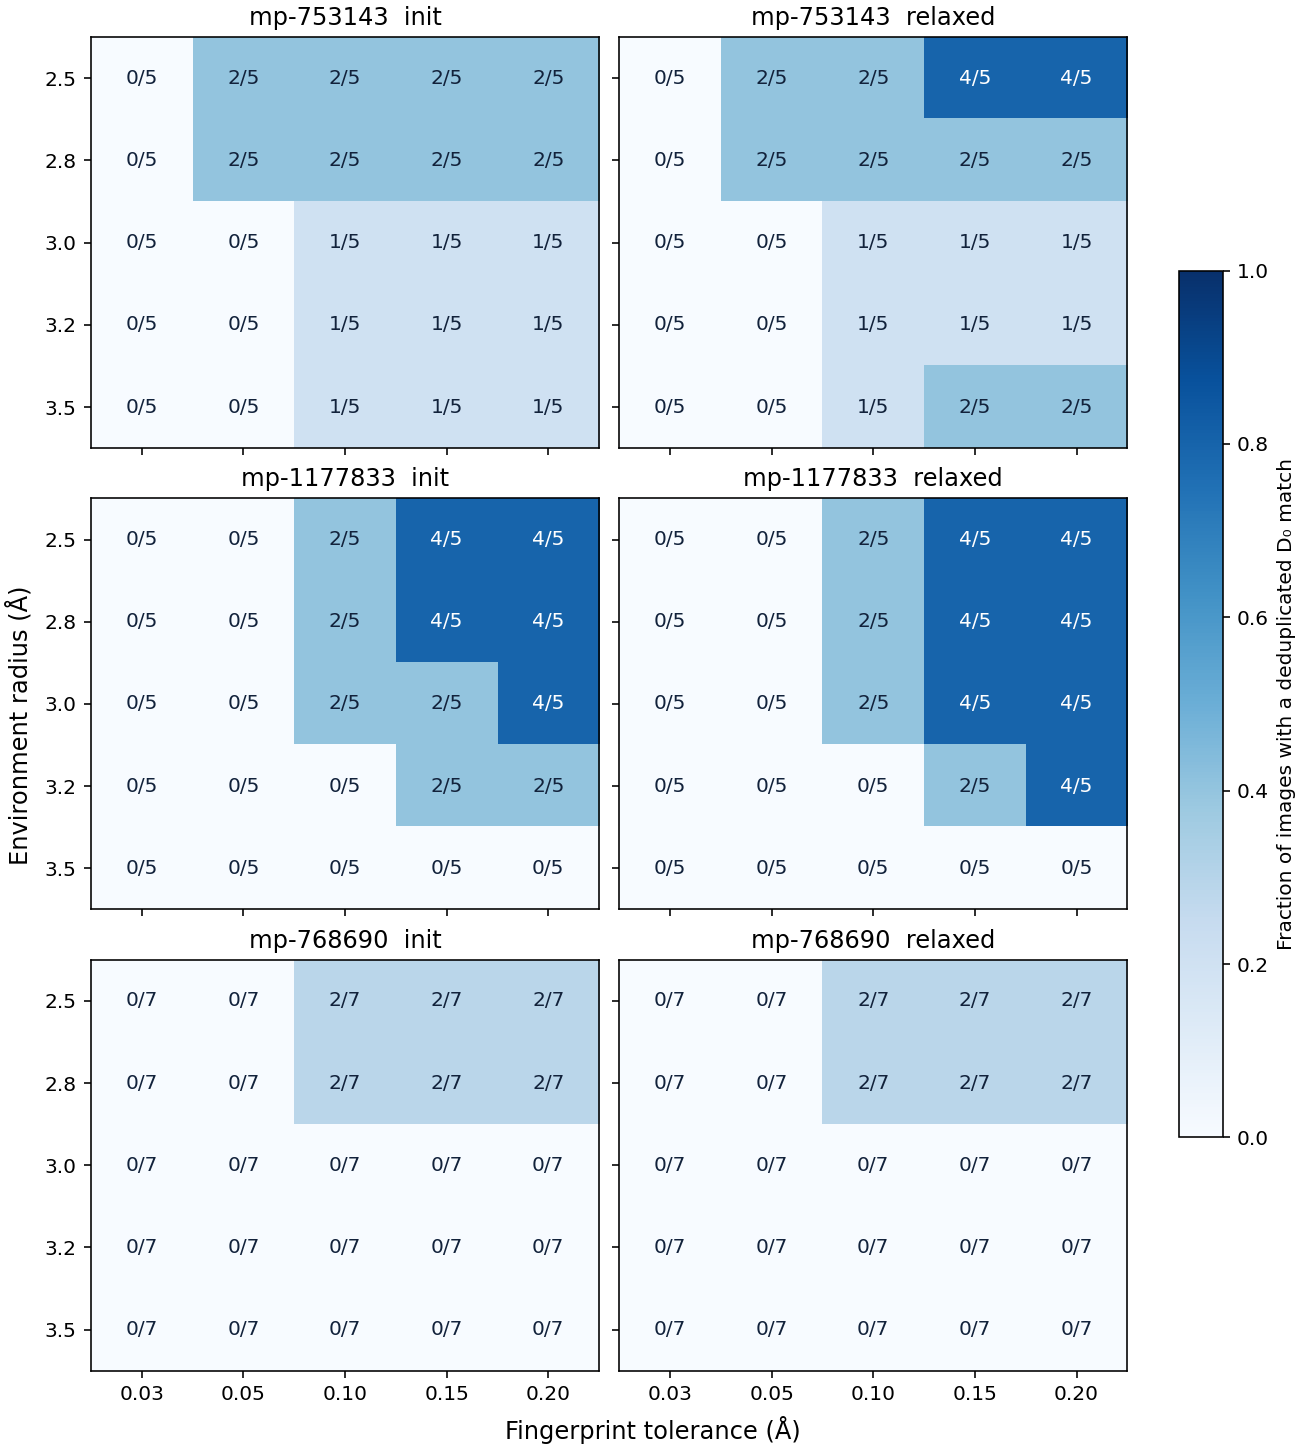 mp-753143  init
mp-753143  relaxed
2.5 0/5 2/5 2/5 2/5 2/5 0/5 2/5 2/5 4/5 4/5
2.8 0/5 2/5 2/5 2/5 2/5 0/5 2/5 2/5 2/5 2/5
3.0 0/5 0/5 1/5 1/5 1/5 0/5 0/5 1/5 1/5 1/5
3.2 0/5 0/5 1/5 1/5 1/5 0/5 0/5 1/5 1/5 1/5
3.5 0/5 0/5 1/5 1/5 1/5 0/5 0/5 1/5 2/5 2/5
mp-1177833  init
mp-1177833  relaxed
2.5 0/5 0/5 2/5 4/5 4/5 0/5 0/5 2/5 4/5 4/5
2.8 0/5 0/5 2/5 4/5 4/5 0/5 0/5 2/5 4/5 4/5
3.0 0/5 0/5 2/5 2/5 4/5 0/5 0/5 2/5 4/5 4/5
3.2 0/5 0/5 0/5 2/5 2/5 0/5 0/5 0/5 2/5 4/5
3.5 0/5 0/5 0/5 0/5 0/5 0/5 0/5 0/5 0/5 0/5
mp-768690  init
mp-768690  relaxed
2.5 0/7 0/7 2/7 2/7 2/7 0/7 0/7 2/7 2/7 2/7
2.8 0/7 0/7 2/7 2/7 2/7 0/7 0/7 2/7 2/7 2/7
3.0 0/7 0/7 0/7 0/7 0/7 0/7 0/7 0/7 0/7 0/7
3.2 0/7 0/7 0/7 0/7 0/7 0/7 0/7 0/7 0/7 0/7
3.5 0/7 0/7 0/7 0/7 0/7 0/7 0/7 0/7 0/7 0/7
0.03 0.05 0.10 0.15 0.20 0.03 0.05 0.10 0.15 0.20
Fingerprint tolerance (Å)
Environment radius (Å)
1.0
0.8
0.6
0.4
0.2
0.0
Fraction of images with a deduplicated D₀ match